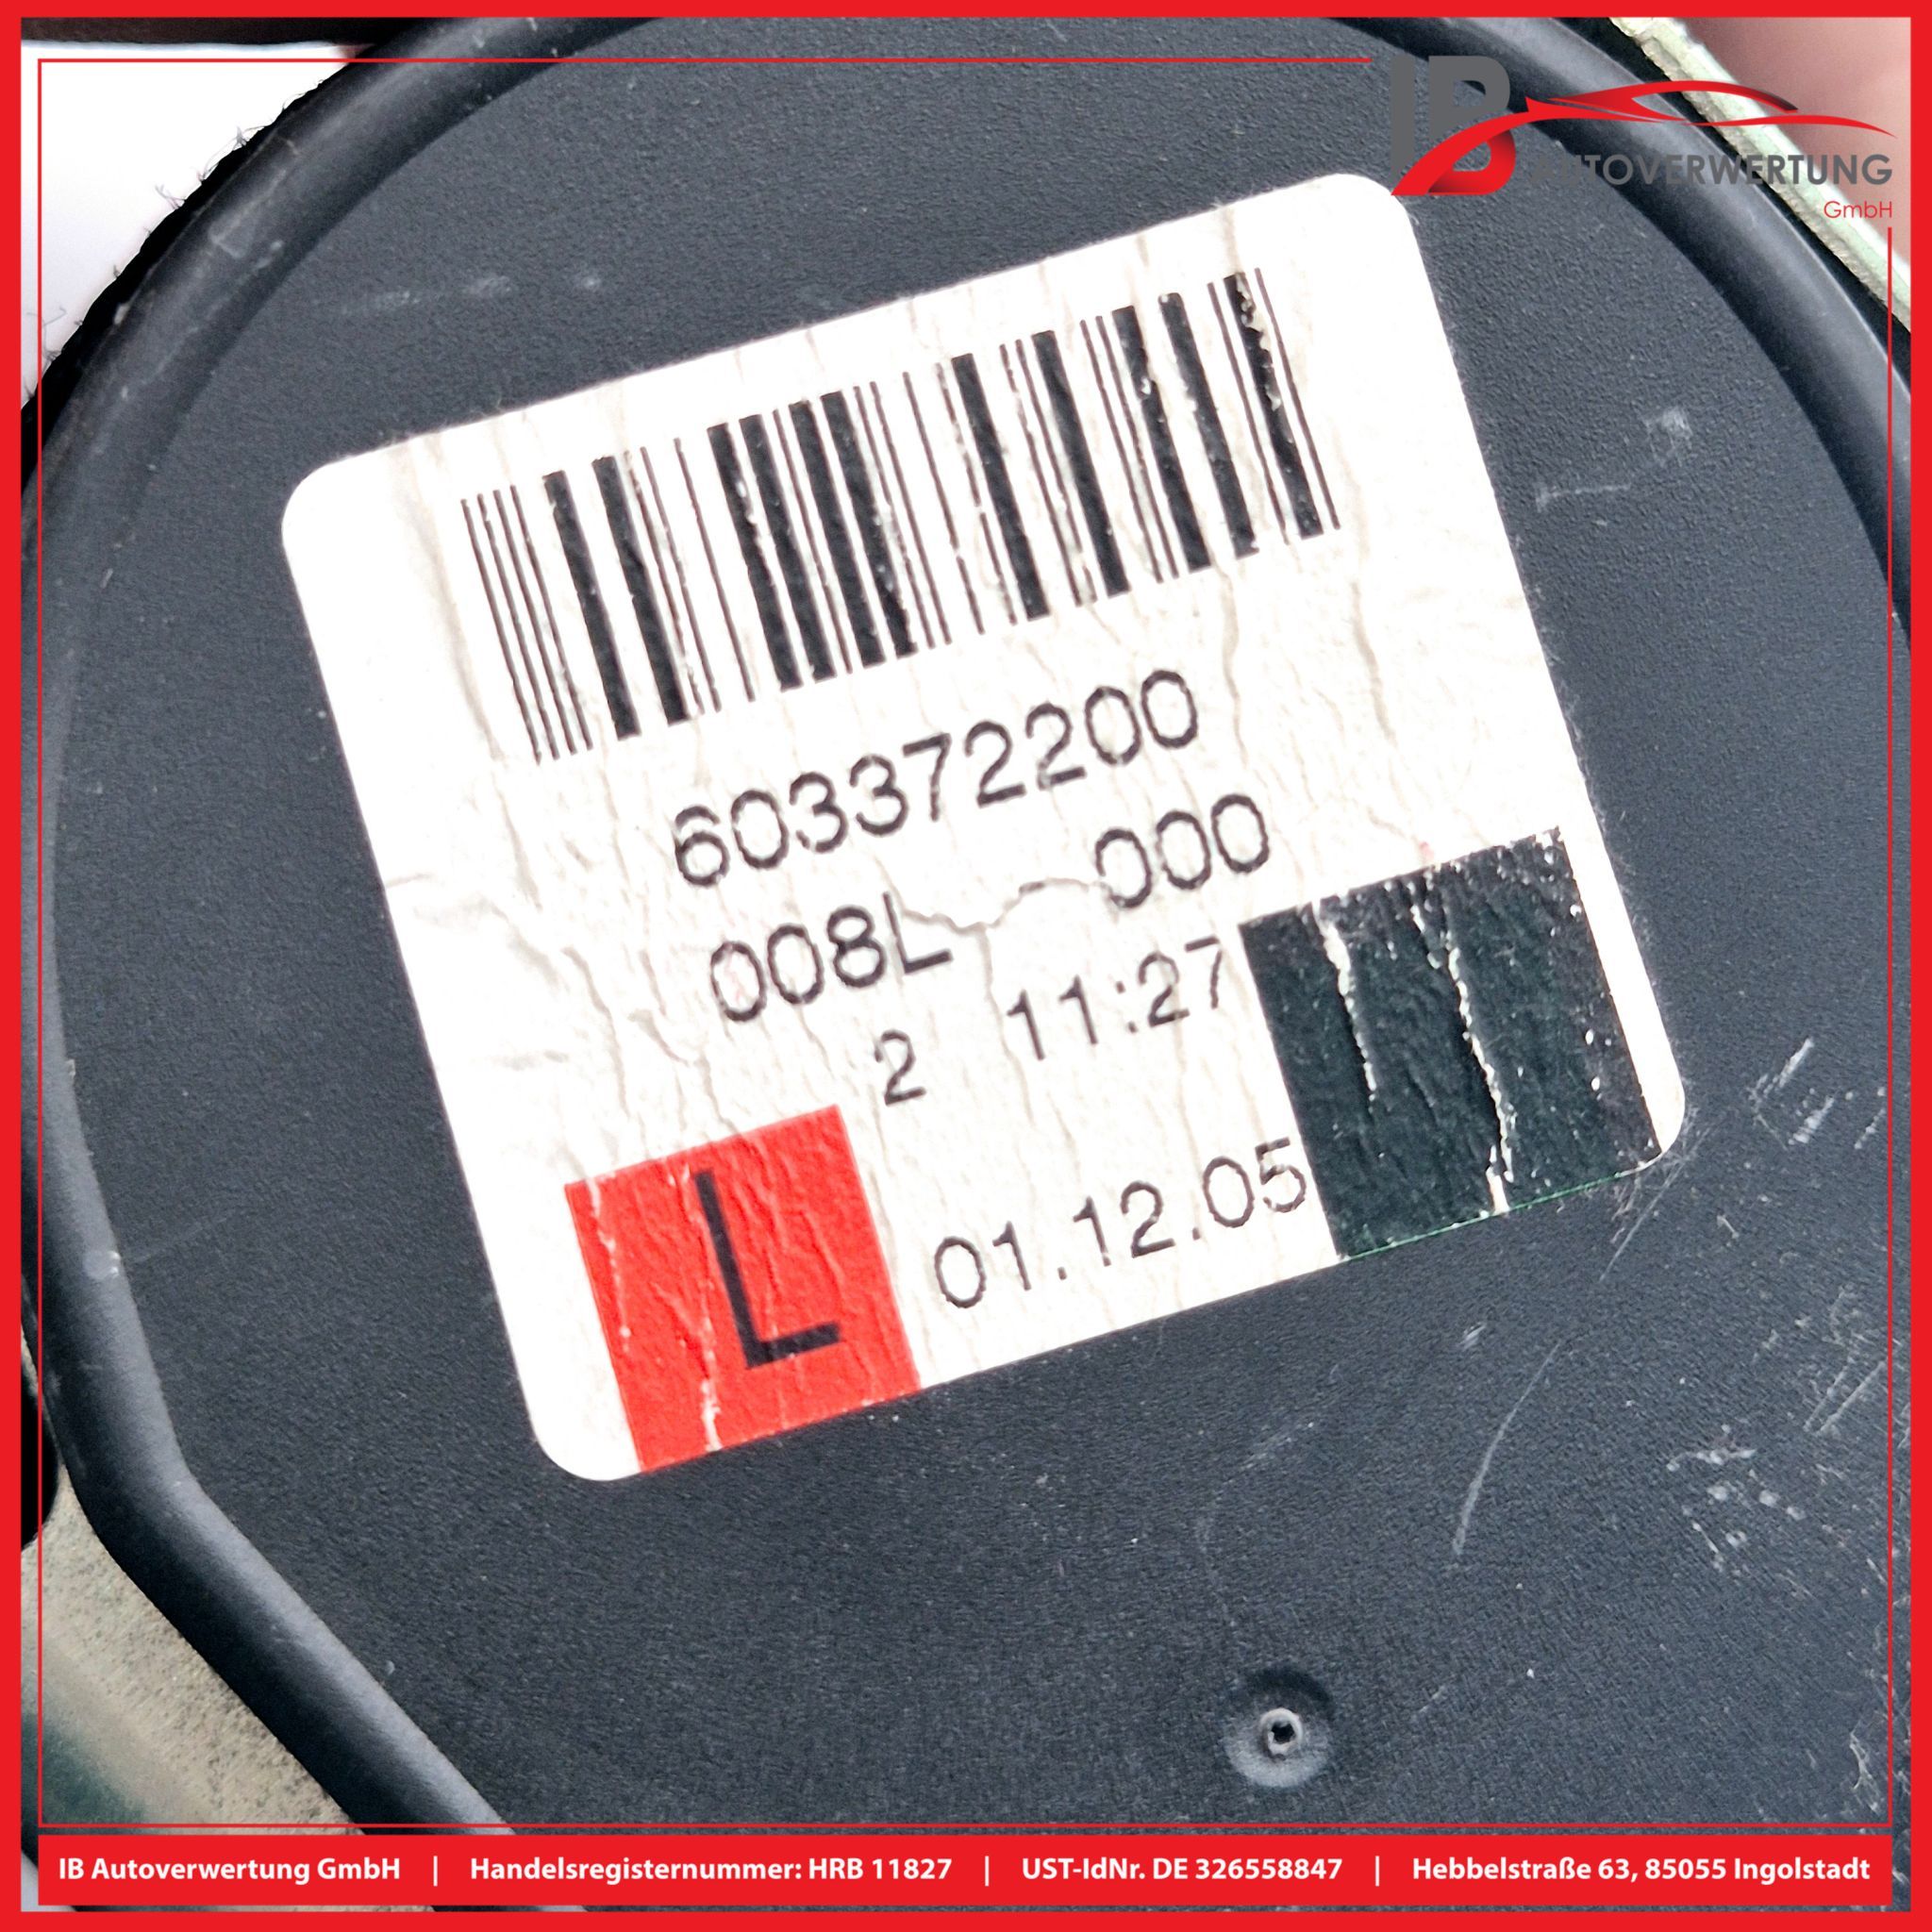 IB
AUTOVERWERTUNG
GmbH
603372200
008L 000
2 11:27
L 01.12.05
IB Autoverwertung GmbH | Handelsregisternummer: HRB 11827 | UST-IdNr. DE 326558847 | Hebbelstraße 63, 85055 Ingolstadt